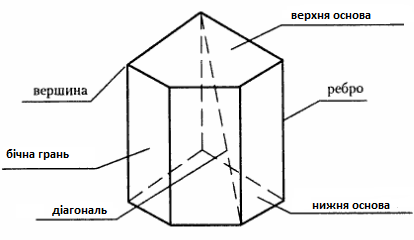 верхня основа
вершина
ребро
бічна грань
діагональ
нижня основа